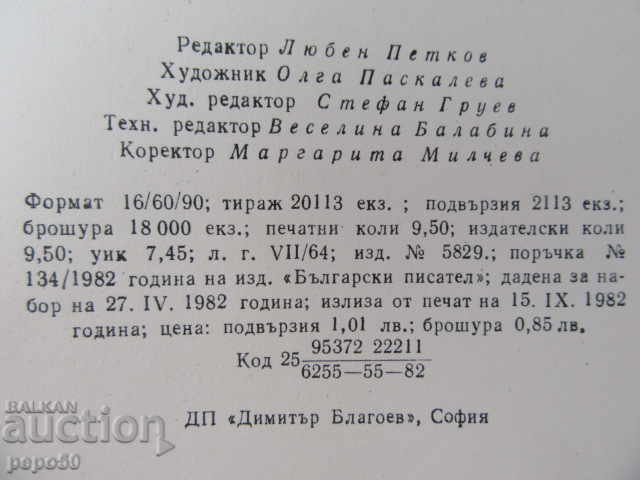 Редактор Любен Петков
Художник Олга Паскалева
Худ. редактор Стефан Груев
Техн. редактор Веселина Балабина
Коректор Маргарита Милчева
Формат 16/60/90; тираж 20113 екз. ; подвързия 2113 екз.;
брошура 18 000 екз.; печатни коли 9,50; издателски коли
9,50; уик 7,45; л. г. VII/64; изд. № 5829.; поръчка №
134/1982 година на изд. «Български писател»; дадена за на-
бор на 27. IV. 1982 година; излиза от печат на 15. IX. 1982
година; цена: подвързия 1,01 лв.; брошура 0,85 лв.
Код 25 95372 22211
6255—55—82
ДП «Димитър Благоев», София
BALKAN
auction
pepo50